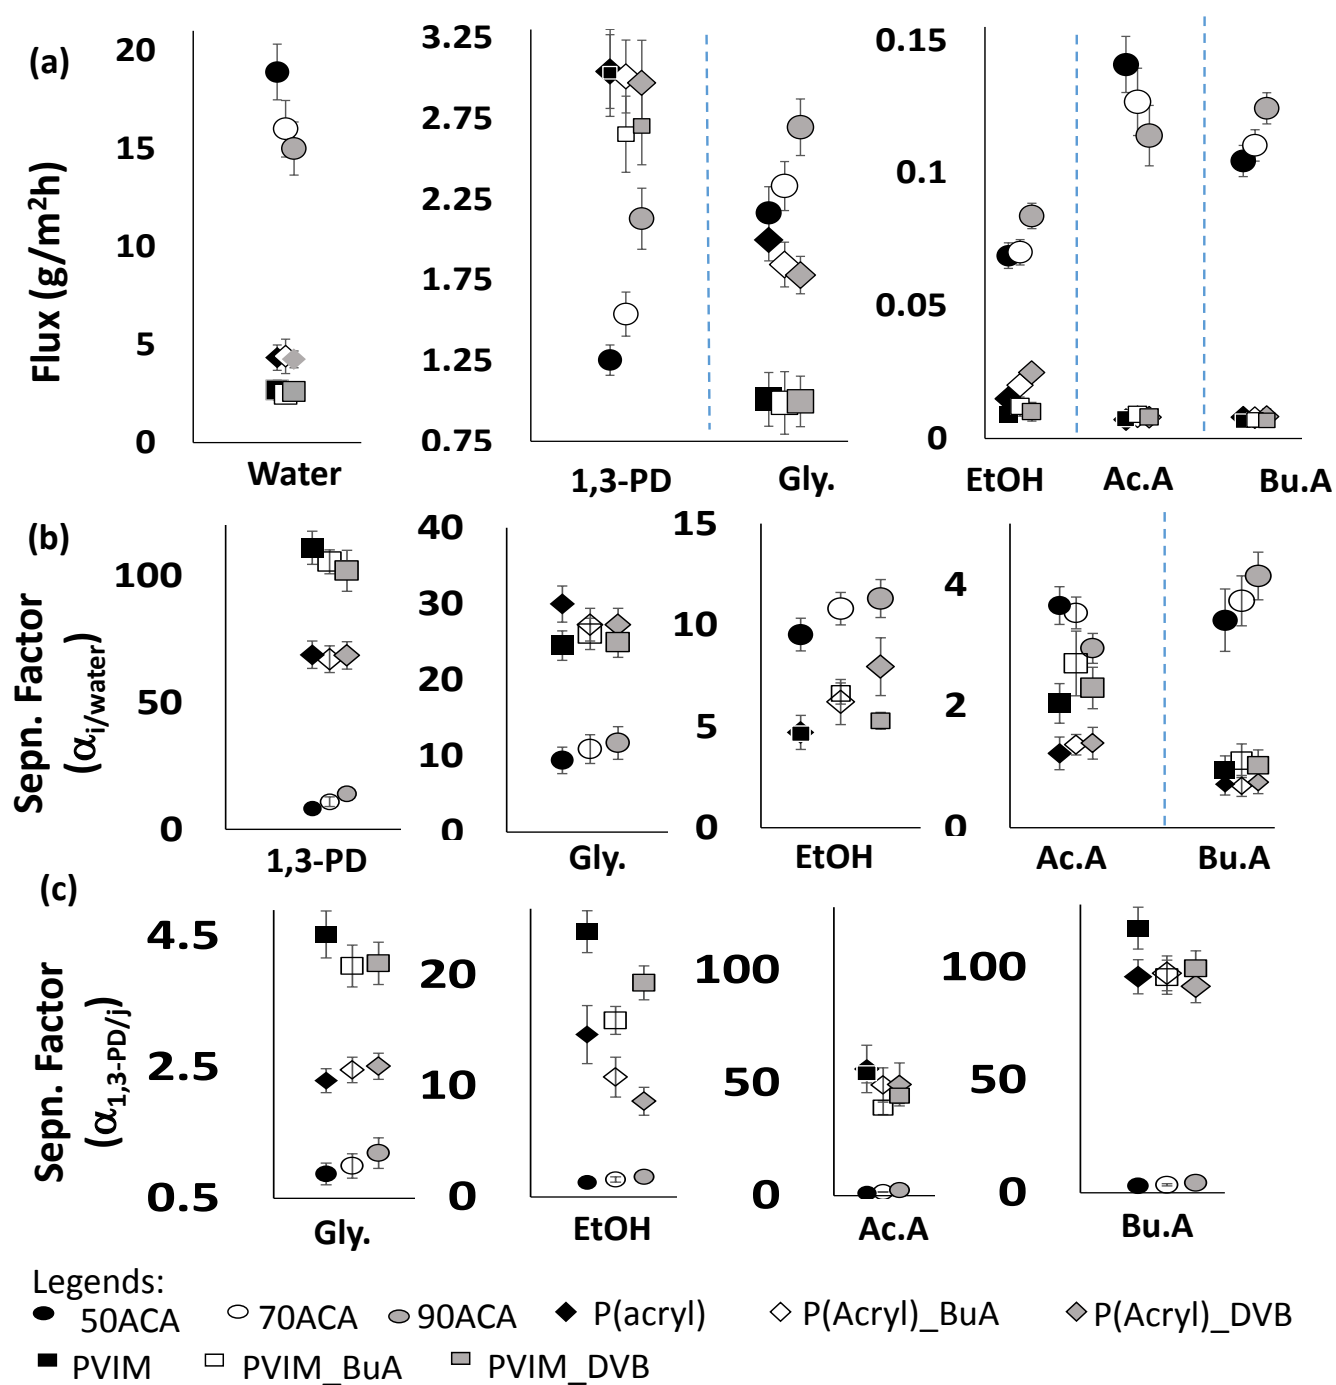 (a)
Flux (g/m²h)
20
15
10
5
0
Water
3.25
2.75
2.25
1.75
1.25
0.75
1,3-PD
Gly.
0.15
0.1
0.05
0
EtOH
Ac.A
Bu.A
(b)
Sepn. Factor
(αi/water)
100
50
0
1,3-PD
40
30
20
10
0
Gly.
15
10
5
0
EtOH
4
2
0
Ac.A
Bu.A
(c)
Sepn. Factor
(α1,3-PD/j)
4.5
2.5
0.5
Gly.
20
10
0
EtOH
100
50
0
Ac.A
100
50
0
Bu.A
Legends:
50ACA 70ACA 90ACA P(acryl) P(Acryl)_BuA P(Acryl)_DVB
PVIM PVIM_BuA PVIM_DVB